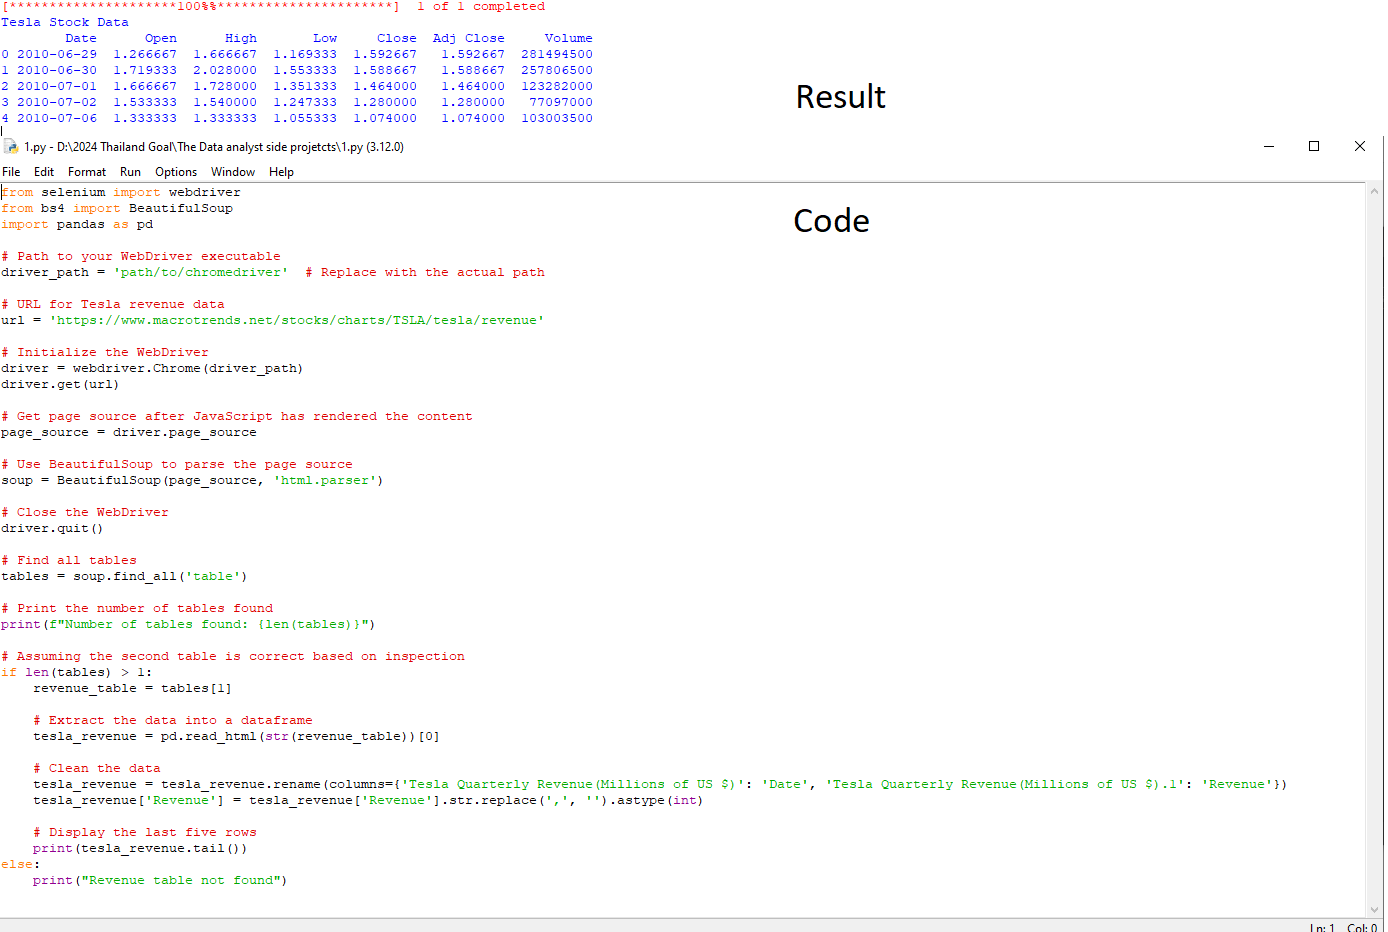 [*********************100%%**********************]  1 of 1 completed
Tesla Stock Data
        Date      Open      High       Low     Close  Adj Close     Volume
0 2010-06-29  1.266667  1.666667  1.169333  1.592667   1.592667  281494500
1 2010-06-30  1.719333  2.028000  1.553333  1.588667   1.588667  257806500
2 2010-07-01  1.666667  1.728000  1.351333  1.464000   1.464000  123282000
3 2010-07-02  1.533333  1.540000  1.247333  1.280000   1.280000   77097000
4 2010-07-06  1.333333  1.333333  1.055333  1.074000   1.074000  103003500
Result
1.py - D:\2024 Thailand Goal\The Data analyst side projetcts\1.py (3.12.0)
File Edit Format Run Options Window Help
from selenium import webdriver
from bs4 import BeautifulSoup
import pandas as pd
Code
# Path to your WebDriver executable
driver_path = 'path/to/chromedriver'  # Replace with the actual path
# URL for Tesla revenue data
url = 'https://www.macrotrends.net/stocks/charts/TSLA/tesla/revenue'
# Initialize the WebDriver
driver = webdriver.Chrome(driver_path)
driver.get(url)
# Get page source after JavaScript has rendered the content
page_source = driver.page_source
# Use BeautifulSoup to parse the page source
soup = BeautifulSoup(page_source, 'html.parser')
# Close the WebDriver
driver.quit()
# Find all tables
tables = soup.find_all('table')
# Print the number of tables found
print(f"Number of tables found: {len(tables)}")
# Assuming the second table is correct based on inspection
if len(tables) > 1:
    revenue_table = tables[1]
    # Extract the data into a dataframe
    tesla_revenue = pd.read_html(str(revenue_table))[0]
    # Clean the data
    tesla_revenue = tesla_revenue.rename(columns={'Tesla Quarterly Revenue(Millions of US $)': 'Date', 'Tesla Quarterly Revenue(Millions of US $).1': 'Revenue'})
    tesla_revenue['Revenue'] = tesla_revenue['Revenue'].str.replace(',', '').astype(int)
    # Display the last five rows
    print(tesla_revenue.tail())
else:
    print("Revenue table not found")
Ln: 1 Col: 0